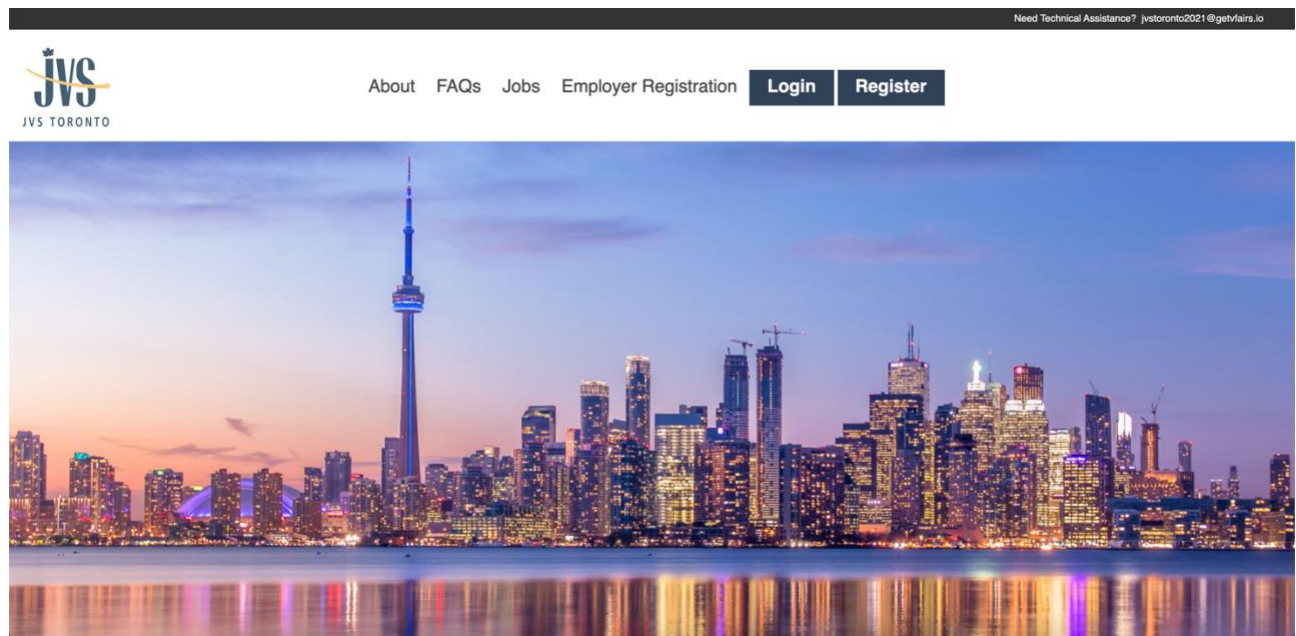 Need Technical Assistance? jvstoronto2021@getvfairs.io
jvs
JVS TORONTO
About FAQs Jobs Employer Registration Login Register